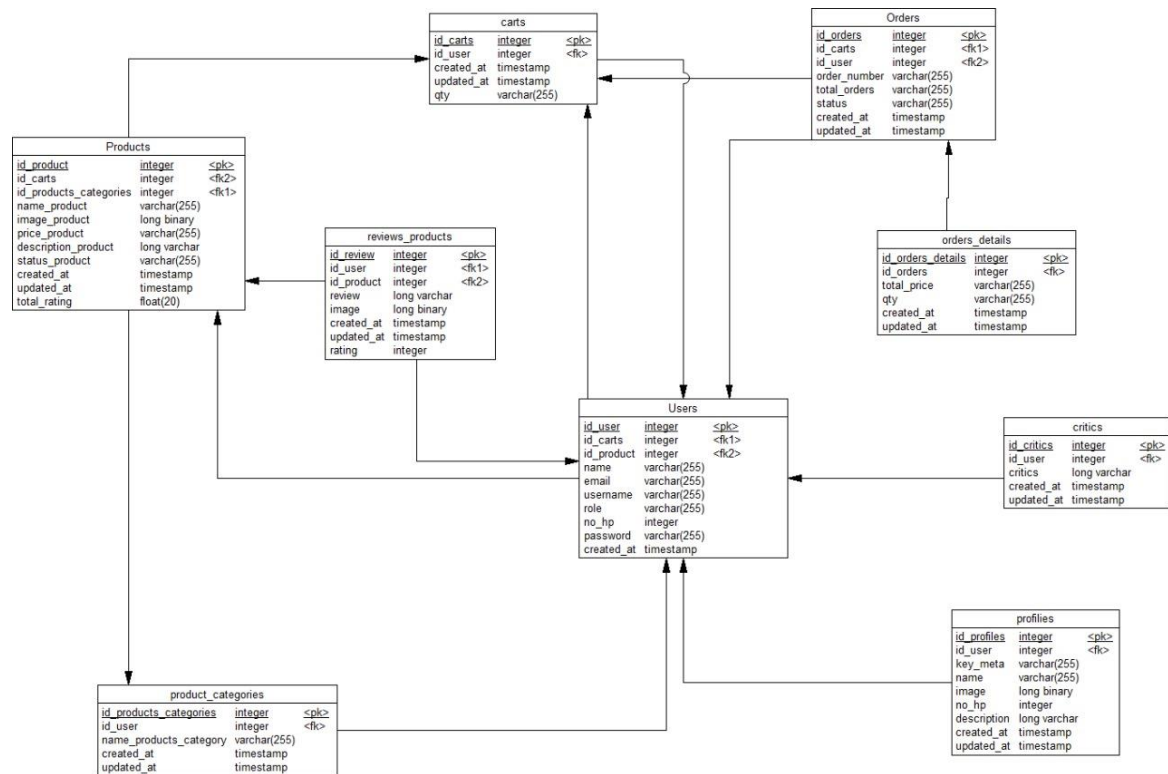 carts
id_carts integer <pk>
id_user integer <fk>
created_at timestamp
updated_at timestamp
qty varchar(255)
Orders
id_orders integer <pk>
id_carts integer <fk1>
id_user integer <fk2>
order_number varchar(255)
total_orders varchar(255)
status varchar(255)
created_at timestamp
updated_at timestamp
Products
id_product integer <pk>
id_carts integer <fk2>
id_products_categories integer <fk1>
name_product varchar(255)
image_product long binary
price_product varchar(255)
description_product long varchar
status_product varchar(255)
created_at timestamp
updated_at timestamp
total_rating float(20)
reviews_products
id_review integer <pk>
id_user integer <fk1>
id_product integer <fk2>
review long varchar
image long binary
created_at timestamp
updated_at timestamp
rating integer
orders_details
id_orders_details integer <pk>
id_orders integer <fk>
total_price varchar(255)
qty varchar(255)
created_at timestamp
updated_at timestamp
Users
id_user integer <pk>
id_carts integer <fk1>
id_product integer <fk2>
name varchar(255)
email varchar(255)
username varchar(255)
role varchar(255)
no_hp integer
password varchar(255)
created_at timestamp
critics
id_critics integer <pk>
id_user integer <fk>
critics long varchar
created_at timestamp
updated_at timestamp
profilies
id_profiles integer <pk>
id_user integer <fk>
key_meta varchar(255)
name varchar(255)
image long binary
no_hp integer
description long varchar
created_at timestamp
updated_at timestamp
product_categories
id_products_categories integer <pk>
id_user integer <fk>
name_products_category varchar(255)
created_at timestamp
updated_at timestamp